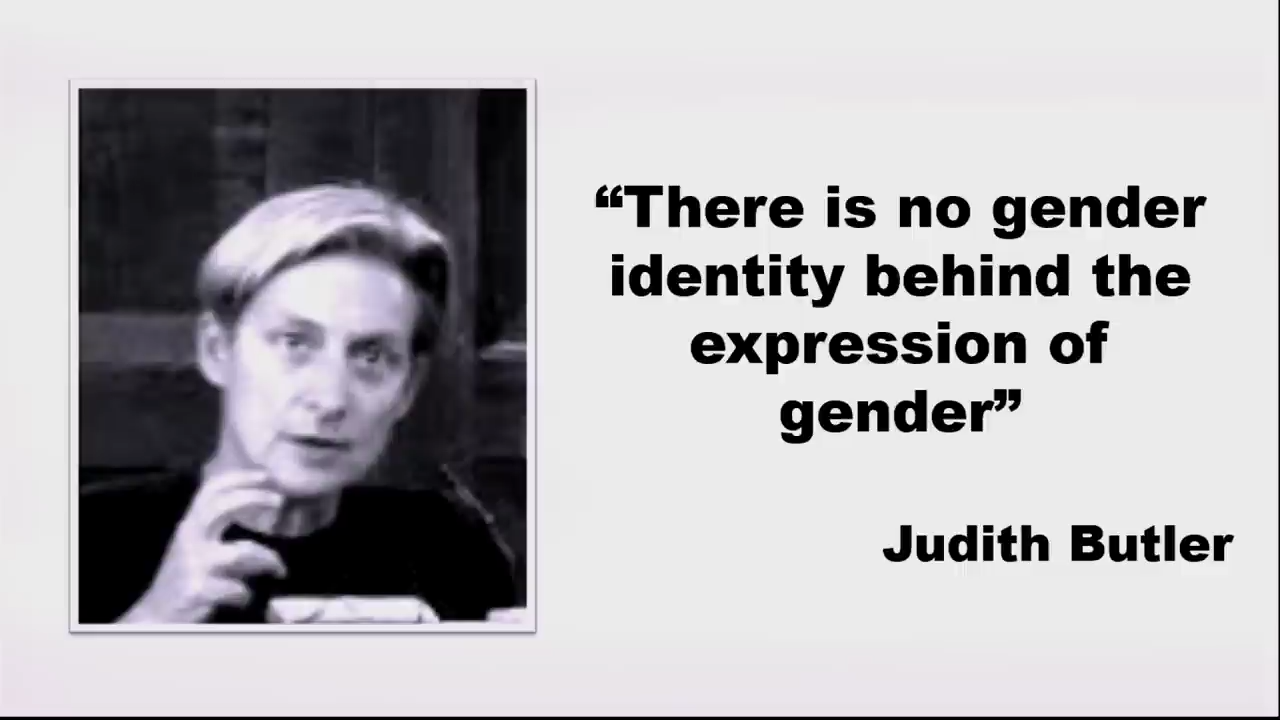 “There is no gender
identity behind the
expression of
gender”
Judith Butler